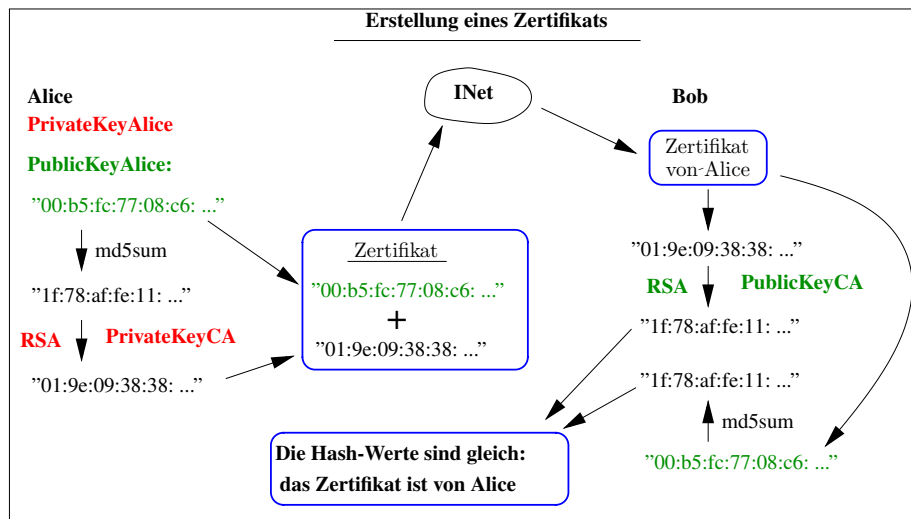 Erstellung eines Zertifikats
INet
Alice
PrivateKeyAlice
PublicKeyAlice:
”00:b5:fc:77:08:c6: ...”
md5sum
”1f:78:af:fe:11: ...”
RSA PrivateKeyCA
”01:9e:09:38:38: ...”
Zertifikat
”00:b5:fc:77:08:c6: ...”
+
”01:9e:09:38:38: ...”
Bob
Zertifikat
von-Alice
”01:9e:09:38:38: ...”
RSA PublicKeyCA
”1f:78:af:fe:11: ...”
”1f:78:af:fe:11: ...”
md5sum
”00:b5:fc:77:08:c6: ...”
Die Hash-Werte sind gleich:
das Zertifikat ist von Alice